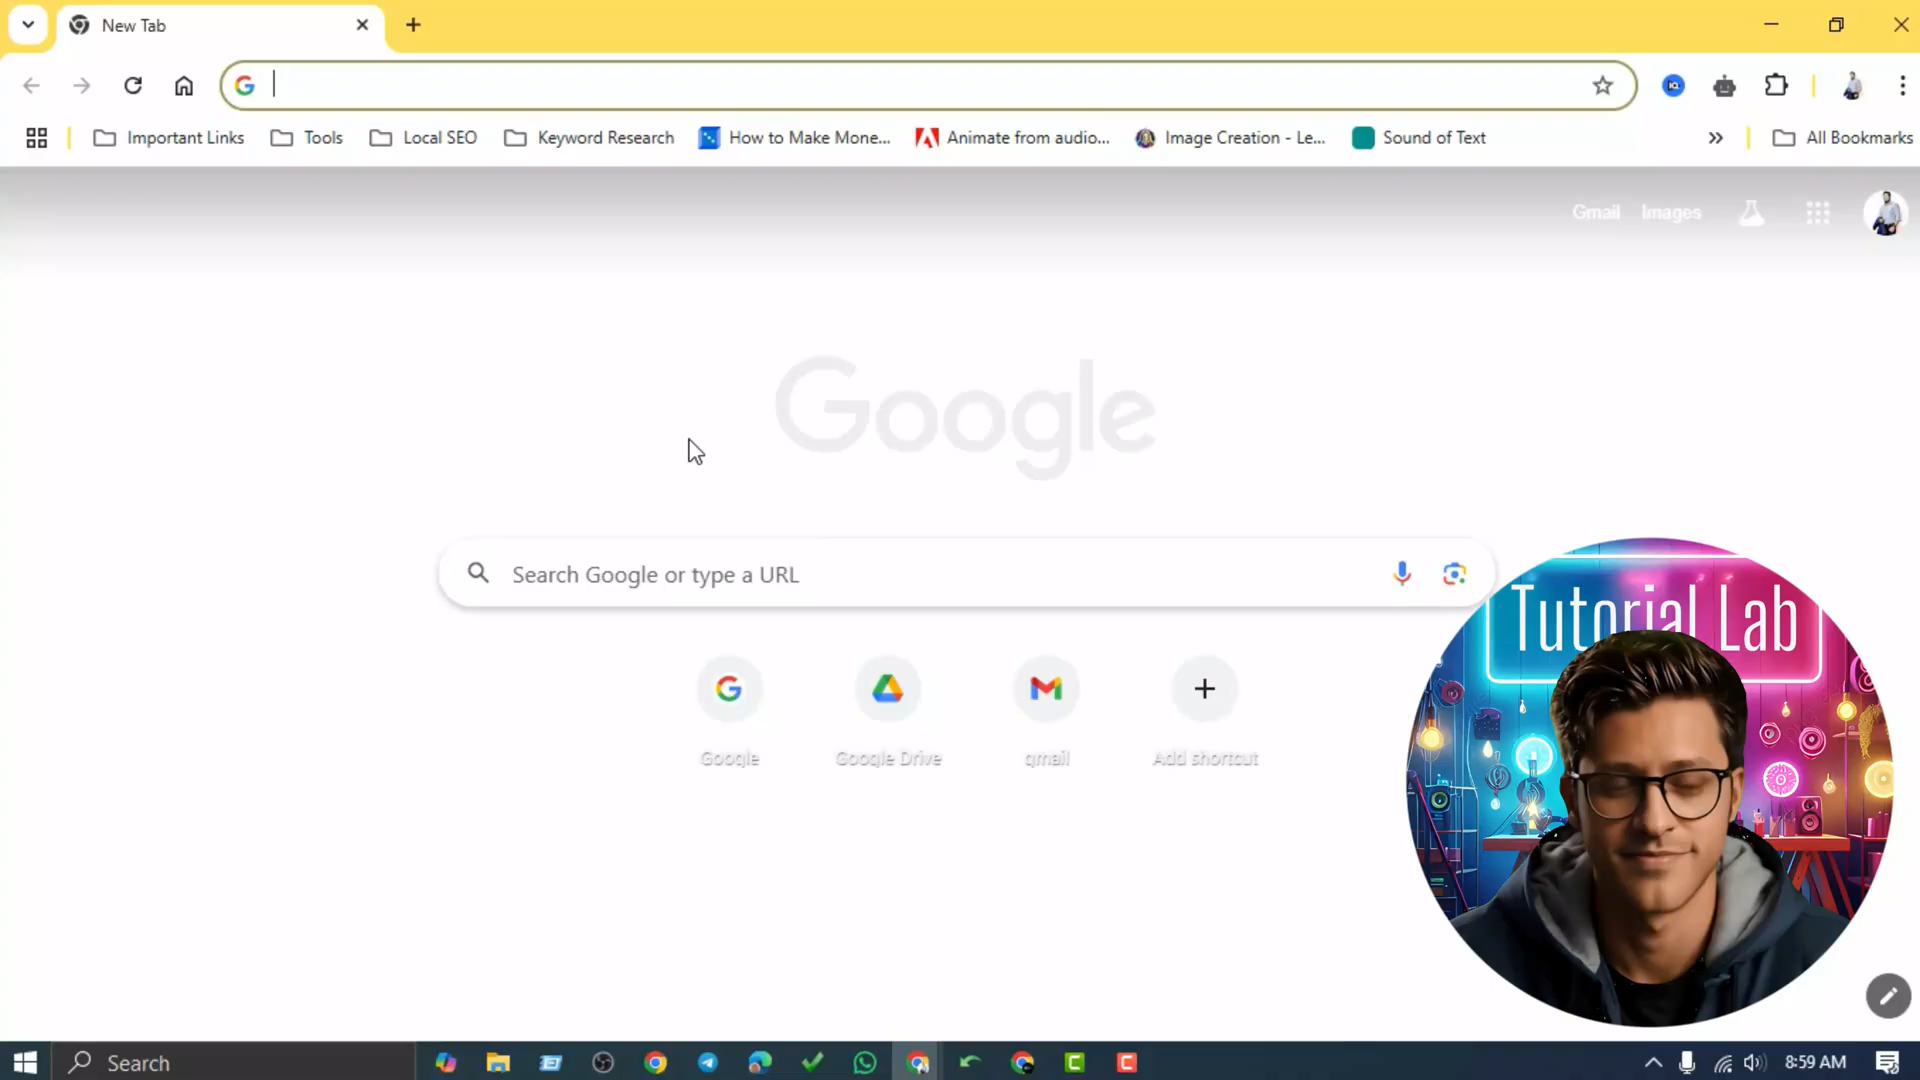 New Tab
Important Links
Tools
Local SEO
Keyword Research
How to Make Mone...
Animate from audio...
Image Creation - Le...
Sound of Text
All Bookmarks
Gmail
Images
Google
Search Google or type a URL
Google
Google Drive
gmail
Add shortcut
Tutorial Lab
Search
8:59 AM